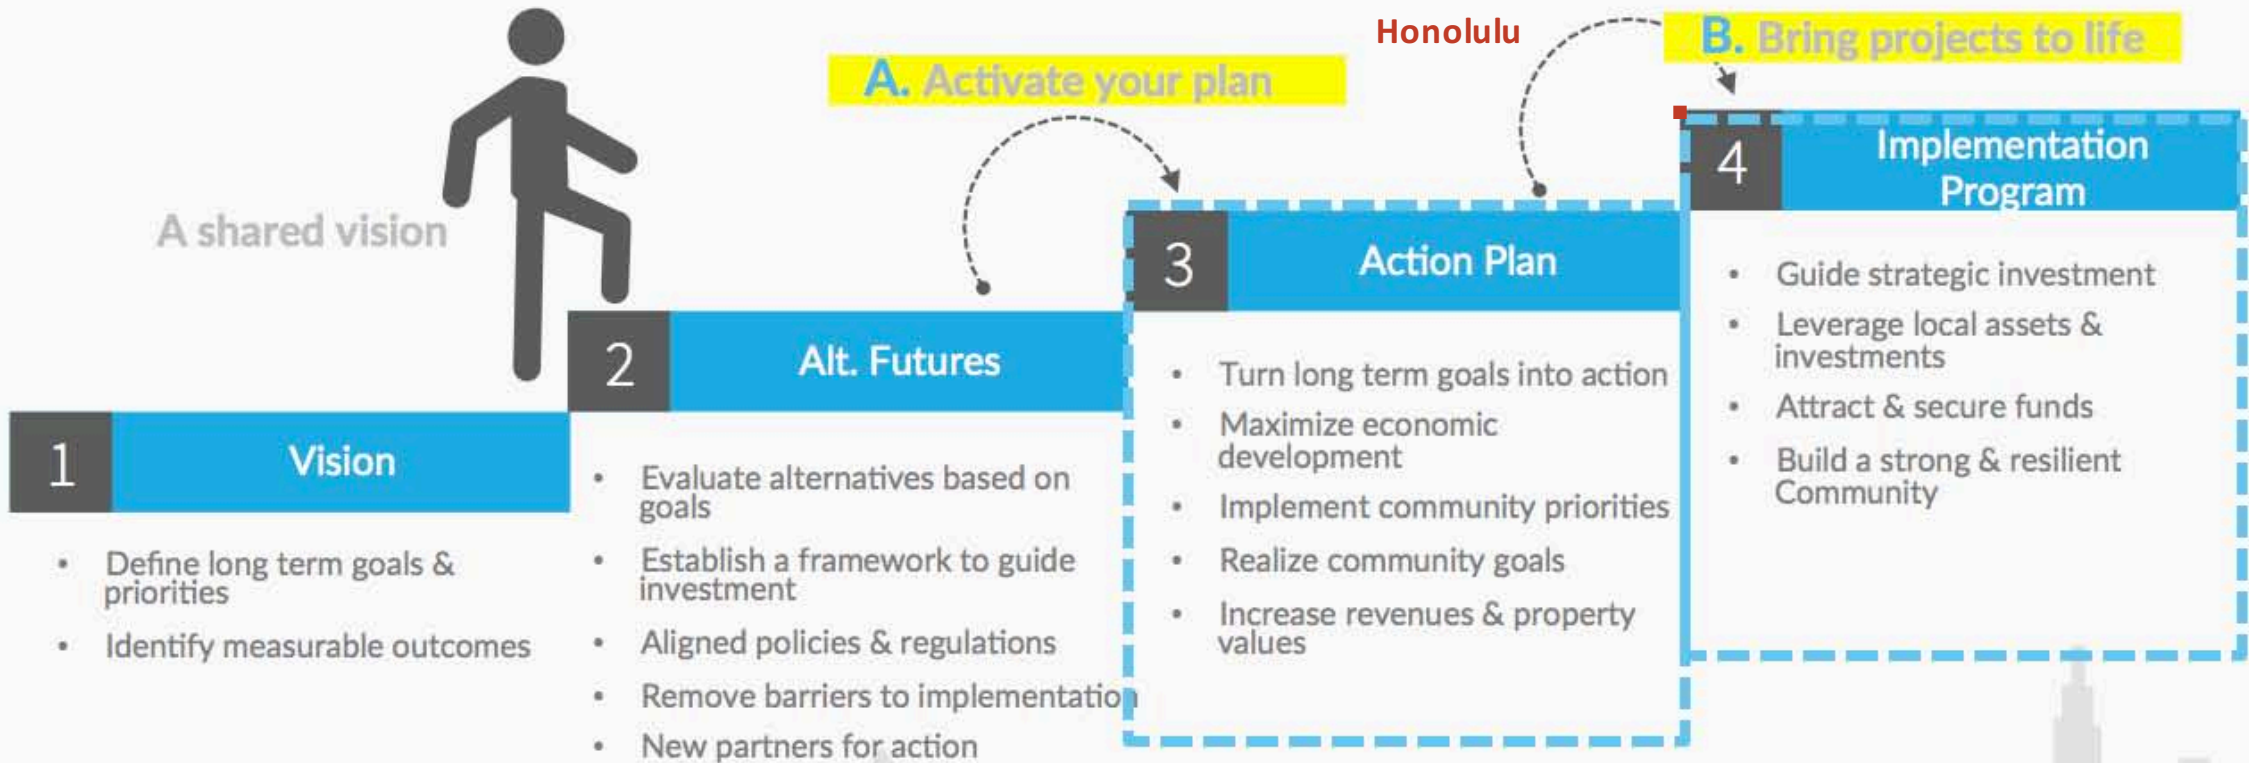 A shared vision
A. Activate your plan
Honolulu
B. Bring projects to life
1
Vision
• Define long term goals &
priorities
• Identify measurable outcomes
2
Alt. Futures
• Evaluate alternatives based on
goals
• Establish a framework to guide
investment
• Aligned policies & regulations
• Remove barriers to implementation
• New partners for action
3
Action Plan
• Turn long term goals into action
• Maximize economic
development
• Implement community priorities
• Realize community goals
• Increase revenues & property
values
4
Implementation
Program
• Guide strategic investment
• Leverage local assets &
investments
• Attract & secure funds
• Build a strong & resilient
Community